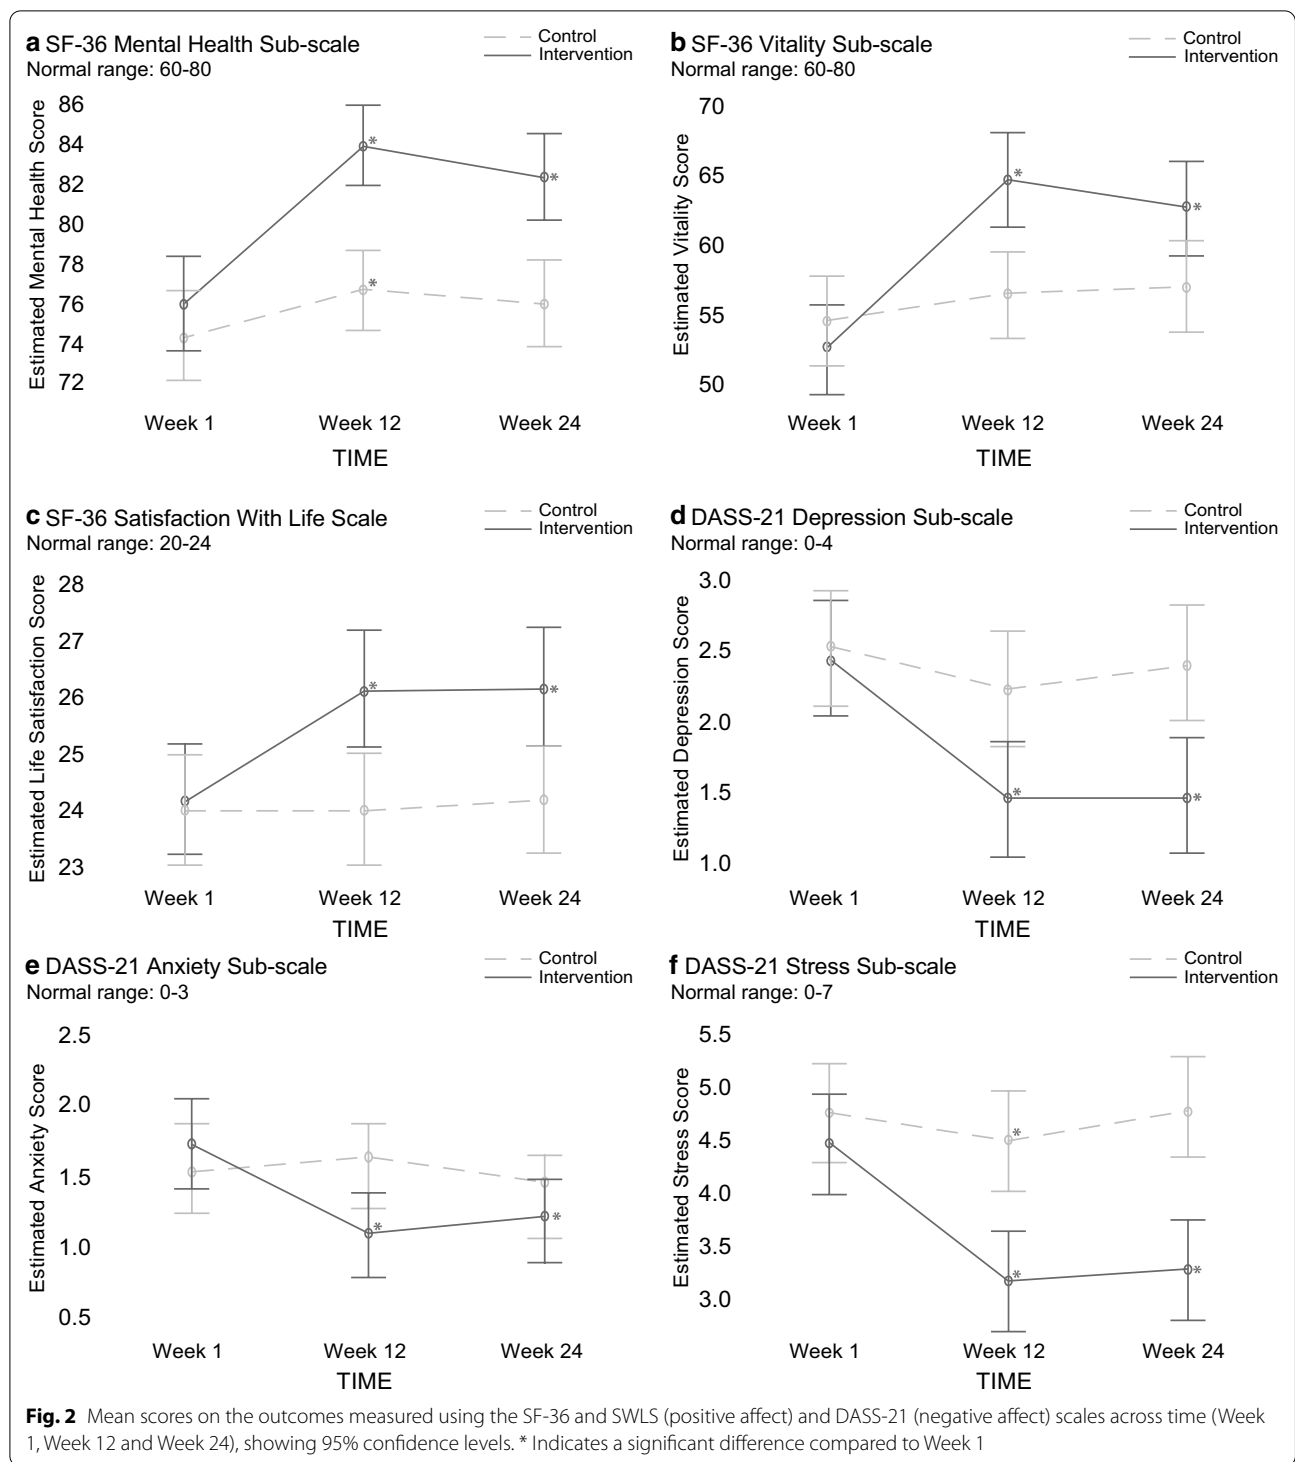 a SF-36 Mental Health Sub-scale
Normal range: 60-80
Control
Intervention
Estimated Mental Health Score
86
84
82
80
78
76
74
72
*
*
*
Week 1
Week 12
Week 24
TIME
b SF-36 Vitality Sub-scale
Normal range: 60-80
Control
Intervention
Estimated Vitality Score
70
65
60
55
50
*
*
Week 1
Week 12
Week 24
TIME
c SF-36 Satisfaction With Life Scale
Normal range: 20-24
Control
Intervention
Estimated Life Satisfaction Score
28
27
26
25
24
23
*
*
Week 1
Week 12
Week 24
TIME
d DASS-21 Depression Sub-scale
Normal range: 0-4
Control
Intervention
Estimated Depression Score
3.0
2.5
2.0
1.5
1.0
*
*
Week 1
Week 12
Week 24
TIME
e DASS-21 Anxiety Sub-scale
Normal range: 0-3
Control
Intervention
Estimated Anxiety Score
2.5
2.0
1.5
1.0
0.5
*
*
Week 1
Week 12
Week 24
TIME
f DASS-21 Stress Sub-scale
Normal range: 0-7
Control
Intervention
Estimated Stress Score
5.5
5.0
4.5
4.0
3.5
3.0
*
*
*
Week 1
Week 12
Week 24
TIME
Fig. 2 Mean scores on the outcomes measured using the SF-36 and SWLS (positive affect) and DASS-21 (negative affect) scales across time (Week
1, Week 12 and Week 24), showing 95% confidence levels. * Indicates a significant difference compared to Week 1